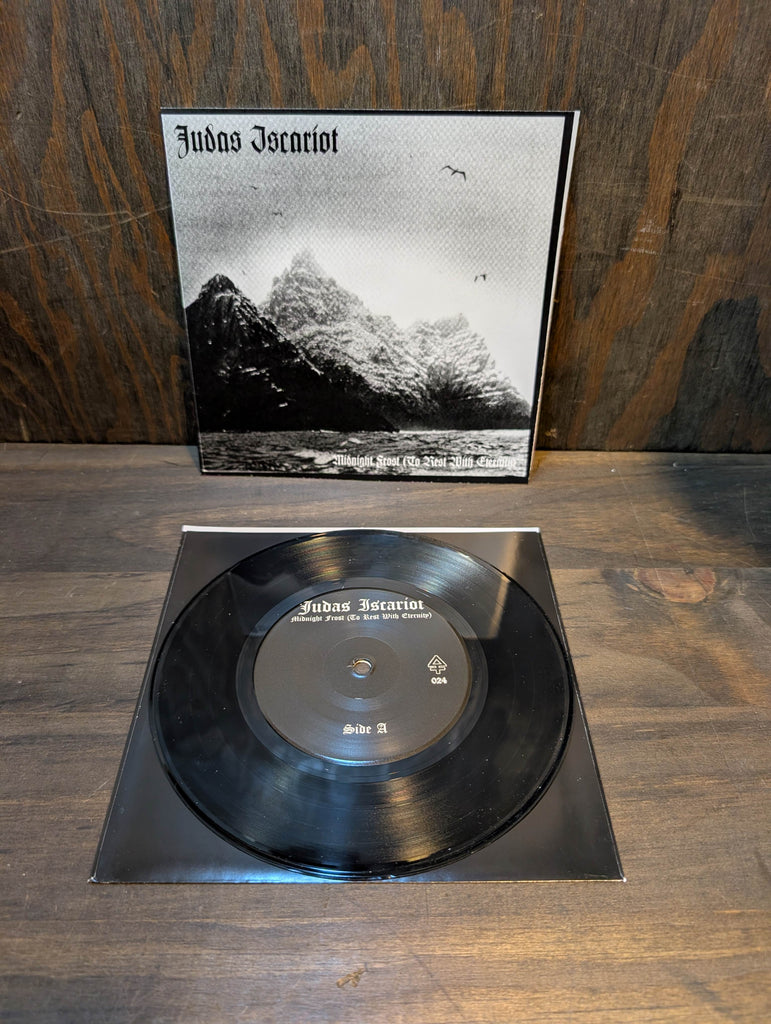 Judas Iscariot
Midnight Frost (To Rest With Eternity)
Judas Iscariot
Midnight Frost (To Rest With Eternity)
024
Side A